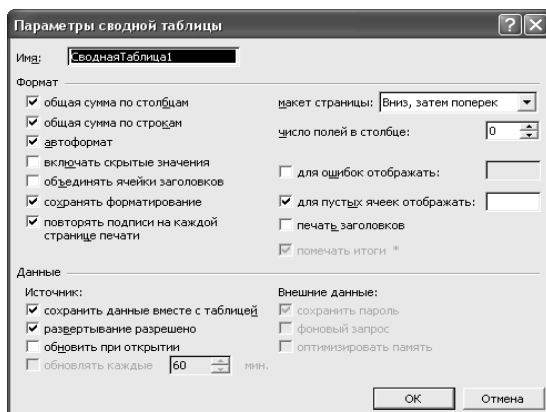 Параметры сводной таблицы
Имя: СводнаяТаблица1
Формат
общая сумма по столбцам
общая сумма по строкам
автоформат
включать скрытые значения
объединять ячейки заголовков
сохранять форматирование
повторять подписи на каждой
странице печати
макет страницы: Вниз, затем поперек
число полей в столбце: 0
для ошибок отображать:
для пустых ячеек отображать:
печать заголовков
помечать итоги *
Данные
Источник:
сохранить данные вместе с таблицей
развертывание разрешено
обновить при открытии
обновлять каждые 60 мин.
Внешние данные:
сохранить пароль
фоновый запрос
оптимизировать память
ОК
Отмена